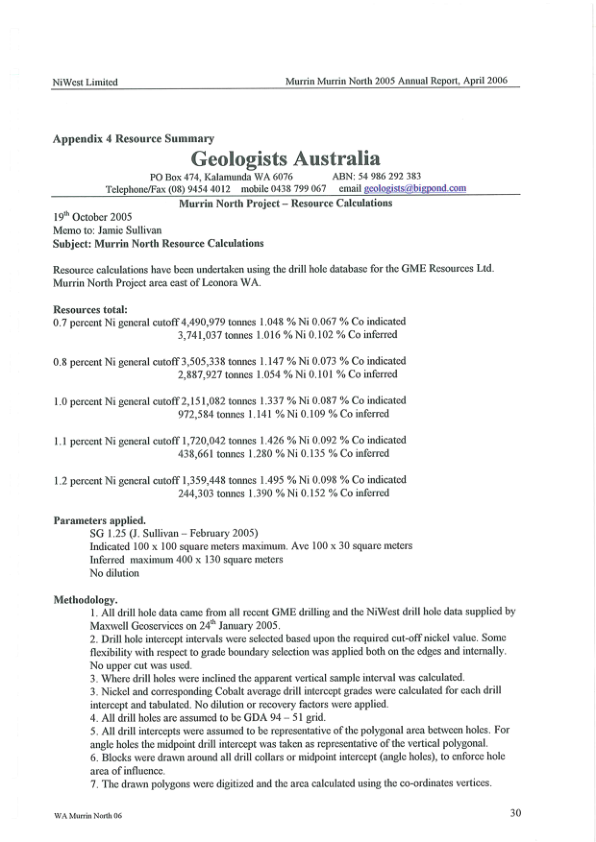 NiWest Limited Murrin Murrin North 2005 Annual Report, April 2006
Appendix 4 Resource Summary
Geologists Australia
PO Box 474, Kalamunda WA 6076 ABN: 54 986 292 383
Telephone/Fax (08) 9454 4012 mobile 0438 799 067 email geologists@bigpond.com
Murrin North Project – Resource Calculations
19th October 2005
Memo to: Jamie Sullivan
Subject: Murrin North Resource Calculations
Resource calculations have been undertaken using the drill hole database for the GME Resources Ltd.
Murrin North Project area east of Leonora WA.
Resources total:
0.7 percent Ni general cutoff 4,490,979 tonnes 1.048 % Ni 0.067 % Co indicated
3,741,037 tonnes 1.016 % Ni 0.102 % Co inferred
0.8 percent Ni general cutoff 3,505,338 tonnes 1.147 % Ni 0.073 % Co indicated
2,887,927 tonnes 1.054 % Ni 0.101 % Co inferred
1.0 percent Ni general cutoff 2,151,082 tonnes 1.337 % Ni 0.087 % Co indicated
972,584 tonnes 1.141 % Ni 0.109 % Co inferred
1.1 percent Ni general cutoff 1,720,042 tonnes 1.426 % Ni 0.092 % Co indicated
438,661 tonnes 1.280 % Ni 0.135 % Co inferred
1.2 percent Ni general cutoff 1,359,448 tonnes 1.495 % Ni 0.098 % Co indicated
244,303 tonnes 1.390 % Ni 0.152 % Co inferred
Parameters applied.
SG 1.25 (J. Sullivan – February 2005)
Indicated 100 x 100 square meters maximum. Ave 100 x 30 square meters
Inferred maximum 400 x 130 square meters
No dilution
Methodology.
1. All drill hole data came from all recent GME drilling and the NiWest drill hole data supplied by
Maxwell Geoservices on 24th January 2005.
2. Drill hole intercept intervals were selected based upon the required cut-off nickel value. Some
flexibility with respect to grade boundary selection was applied both on the edges and internally.
No upper cut was used.
3. Where drill holes were inclined the apparent vertical sample interval was calculated.
3. Nickel and corresponding Cobalt average drill intercept grades were calculated for each drill
intercept and tabulated. No dilution or recovery factors were applied.
4. All drill holes are assumed to be GDA 94 – 51 grid.
5. All drill intercepts were assumed to be representative of the polygonal area between holes. For
angle holes the midpoint drill intercept was taken as representative of the vertical polygonal.
6. Blocks were drawn around all drill collars or midpoint intercept (angle holes), to enforce hole
area of influence.
7. The drawn polygons were digitized and the area calculated using the co-ordinates vertices.
WA Murrin North 06 30